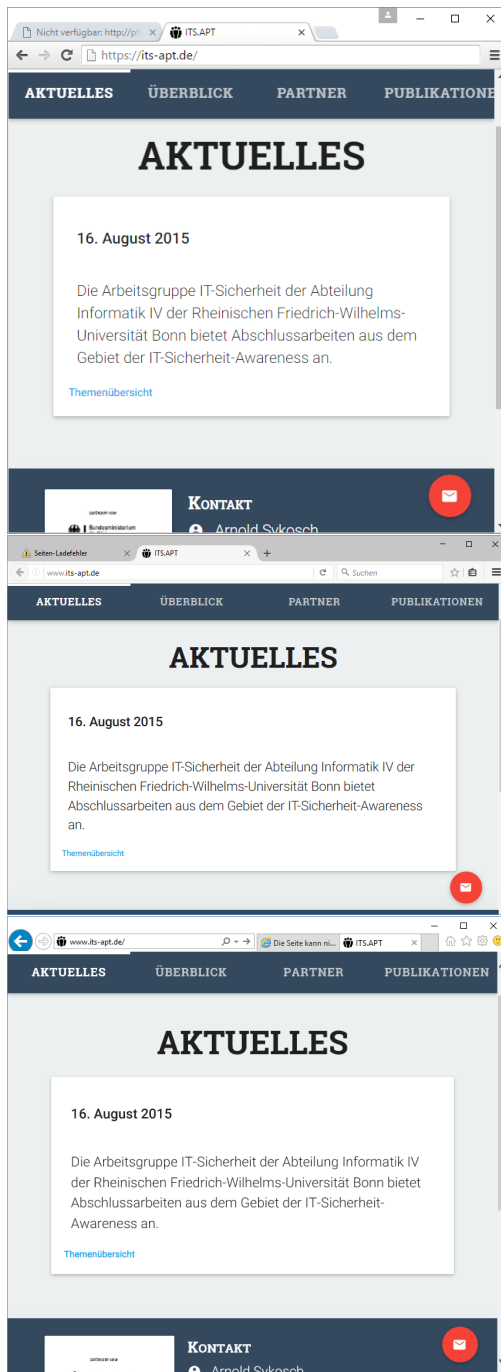 Nicht verfügbar: http://ph
ITS.APT
https://its-apt.de/
AKTUELLES ÜBERBLICK PARTNER PUBLIKATIONE
AKTUELLES
16. August 2015
Die Arbeitsgruppe IT-Sicherheit der Abteilung
Informatik IV der Rheinischen Friedrich-Wilhelms-
Universität Bonn bietet Abschlussarbeiten aus dem
Gebiet der IT-Sicherheit-Awareness an.
Themenübersicht
GEFÖRDERT VOM
Bundesministerium
KONTAKT
Arnold Sykosch
Seiten-Ladefehler
ITS.APT
www.its-apt.de
Suchen
AKTUELLES ÜBERBLICK PARTNER PUBLIKATIONEN
AKTUELLES
16. August 2015
Die Arbeitsgruppe IT-Sicherheit der Abteilung Informatik IV der
Rheinischen Friedrich-Wilhelms-Universität Bonn bietet
Abschlussarbeiten aus dem Gebiet der IT-Sicherheit-Awareness
an.
Themenübersicht
www.its-apt.de/
Die Seite kann ni...
ITS.APT
AKTUELLES ÜBERBLICK PARTNER PUBLIKATIONEN
AKTUELLES
16. August 2015
Die Arbeitsgruppe IT-Sicherheit der Abteilung Informatik IV
der Rheinischen Friedrich-Wilhelms-Universität Bonn bietet
Abschlussarbeiten aus dem Gebiet der IT-Sicherheit-
Awareness an.
Themenübersicht
GEFÖRDERT VOM
KONTAKT
Arnold Sykosch